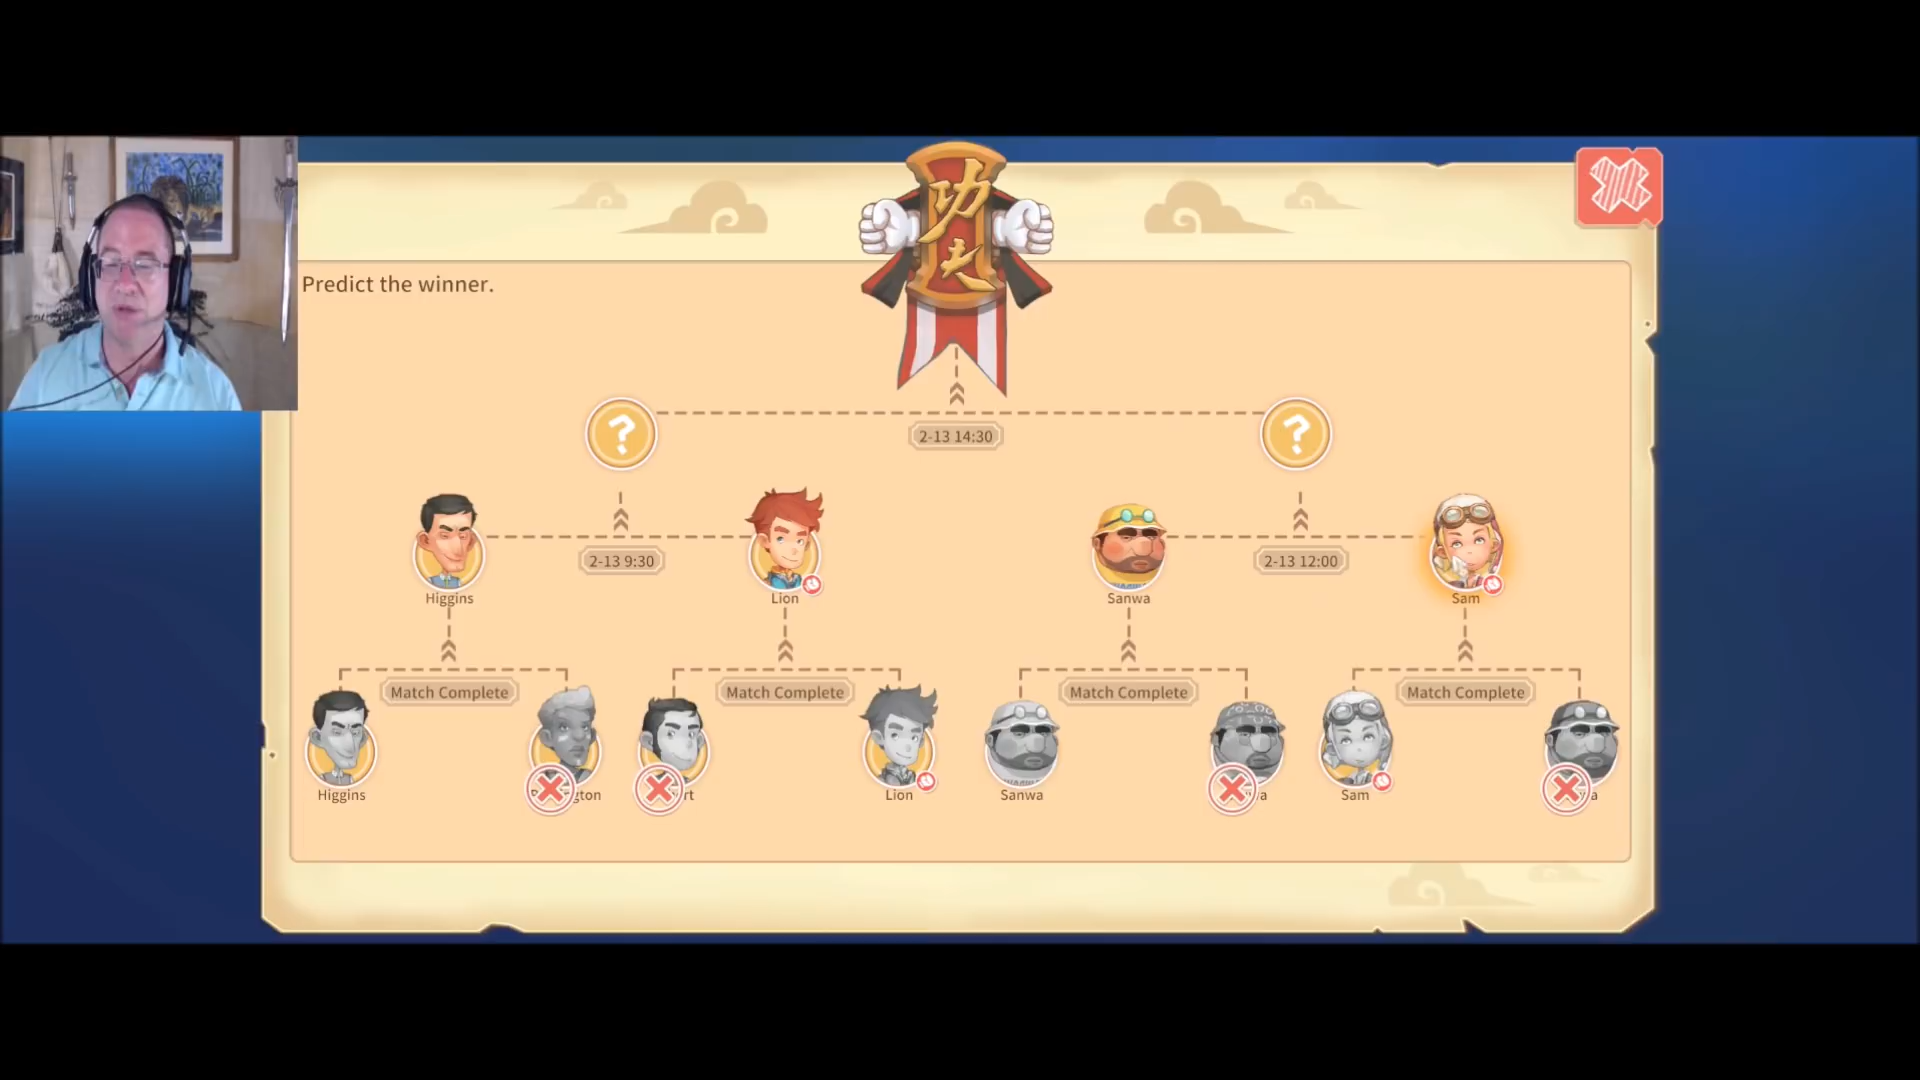 功
夫
Predict the winner.
2-13 14:30
2-13 9:30
2-13 12:00
Higgins
Lion
Sanwa
Sam
Match Complete
Match Complete
Match Complete
Match Complete
Higgins
Lion
Sanwa
Sam